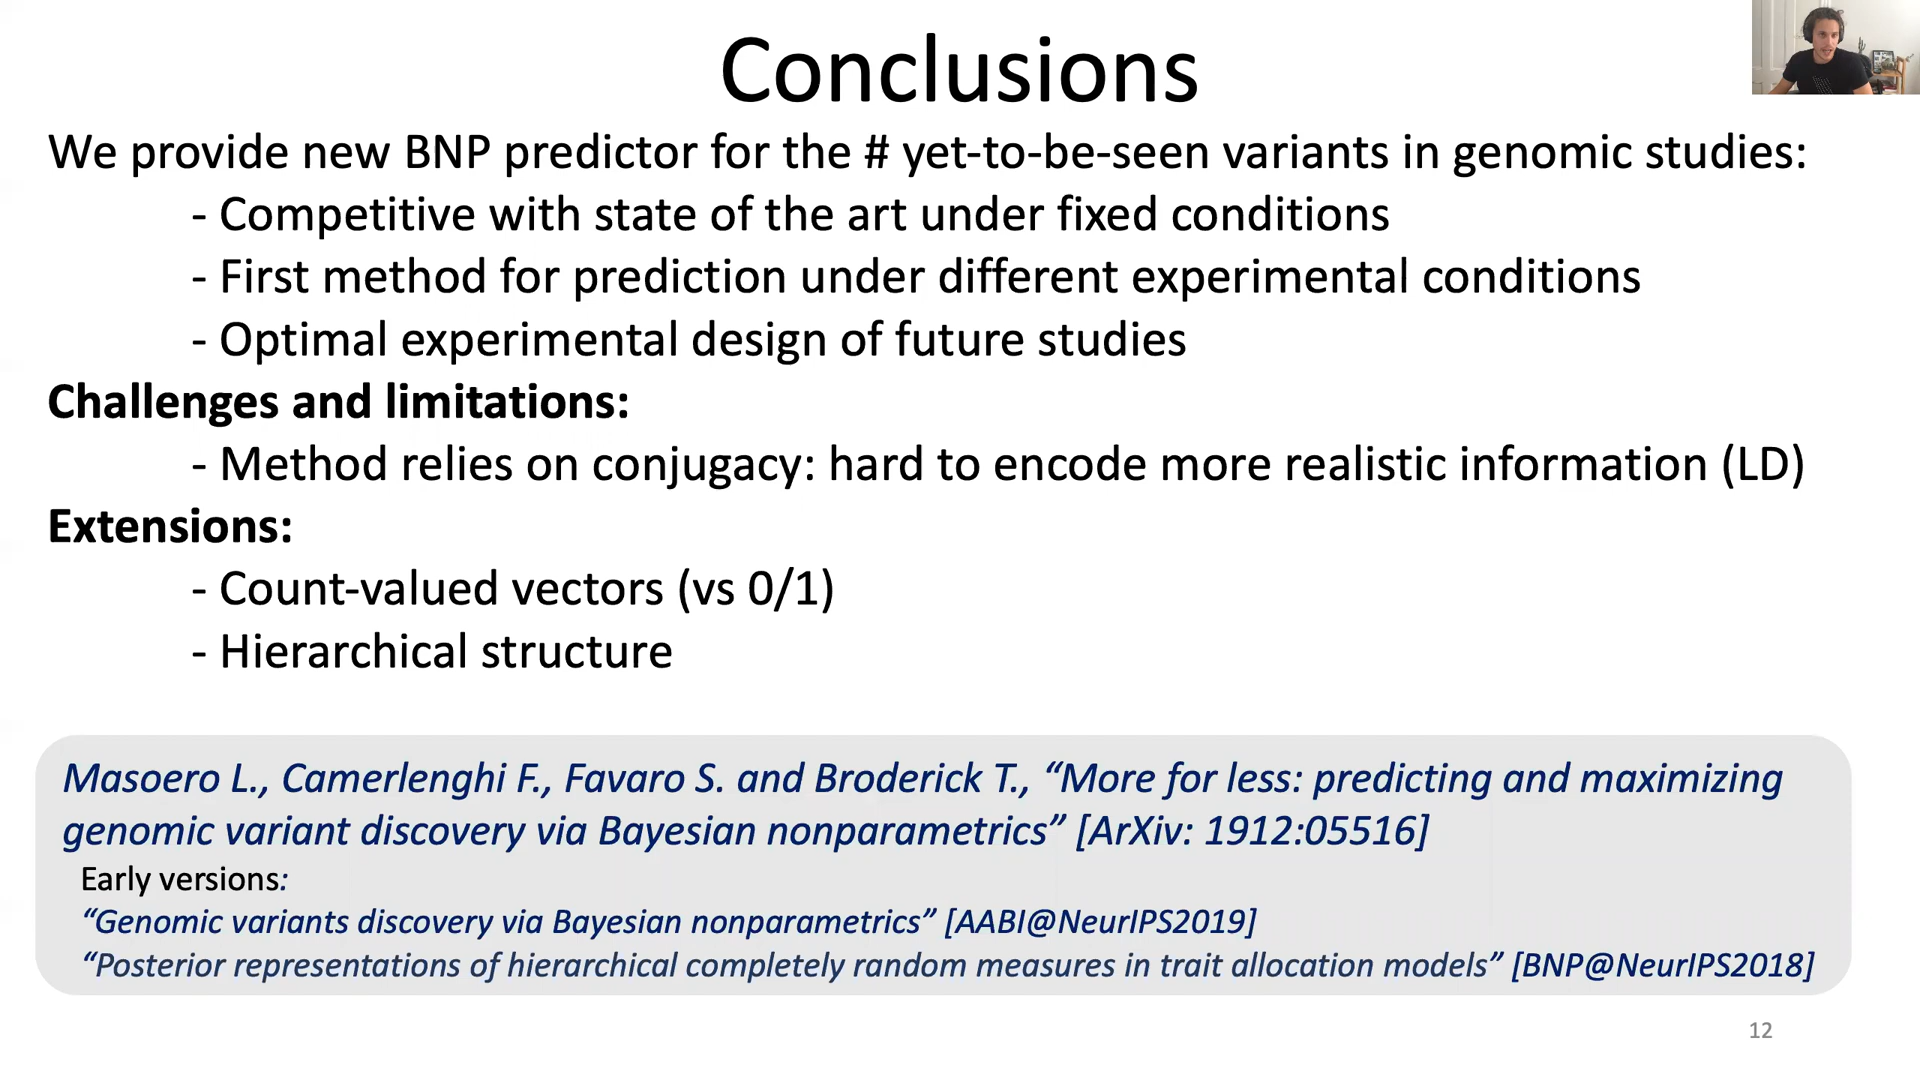 Conclusions
We provide new BNP predictor for the # yet-to-be-seen variants in genomic studies:
- Competitive with state of the art under fixed conditions
- First method for prediction under different experimental conditions
- Optimal experimental design of future studies
Challenges and limitations:
- Method relies on conjugacy: hard to encode more realistic information (LD)
Extensions:
- Count-valued vectors (vs 0/1)
- Hierarchical structure
Masoero L., Camerlenghi F., Favaro S. and Broderick T., “More for less: predicting and maximizing
genomic variant discovery via Bayesian nonparametrics” [ArXiv: 1912:05516]
Early versions:
“Genomic variants discovery via Bayesian nonparametrics” [AABI@NeurIPS2019]
“Posterior representations of hierarchical completely random measures in trait allocation models” [BNP@NeurIPS2018]
12